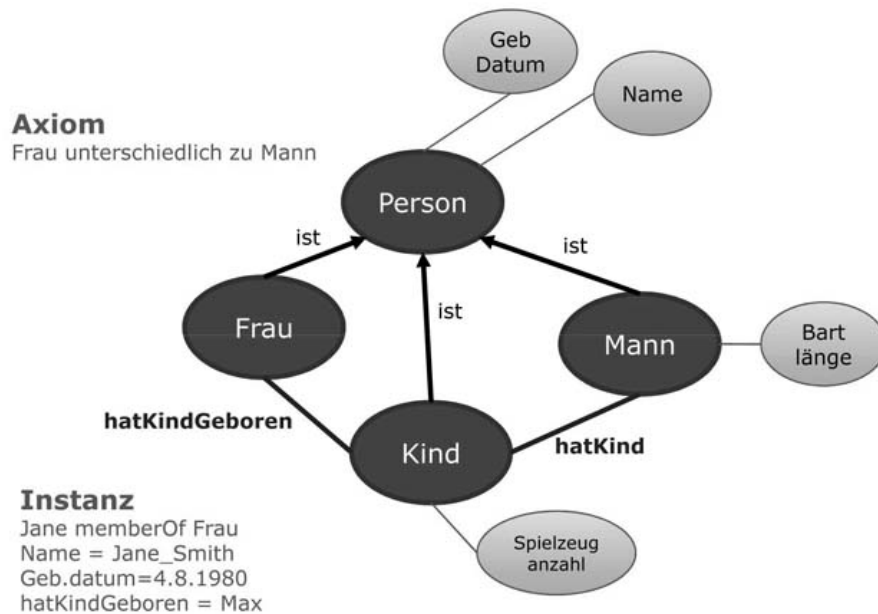 Geb
Datum
Name
Axiom
Frau unterschiedlich zu Mann
Person
ist
ist
ist
Frau
Mann
Bart
länge
hatKindGeboren
Kind
hatKind
Instanz
Jane memberOf Frau
Name = Jane_Smith
Geb.datum=4.8.1980
hatKindGeboren = Max
Spielzeug
anzahl